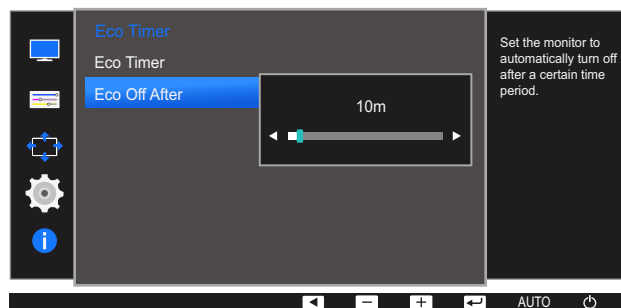 Eco Timer
Eco Timer
Eco Off After
10m
Set the monitor to
automatically turn off
after a certain time
period.
AUTO